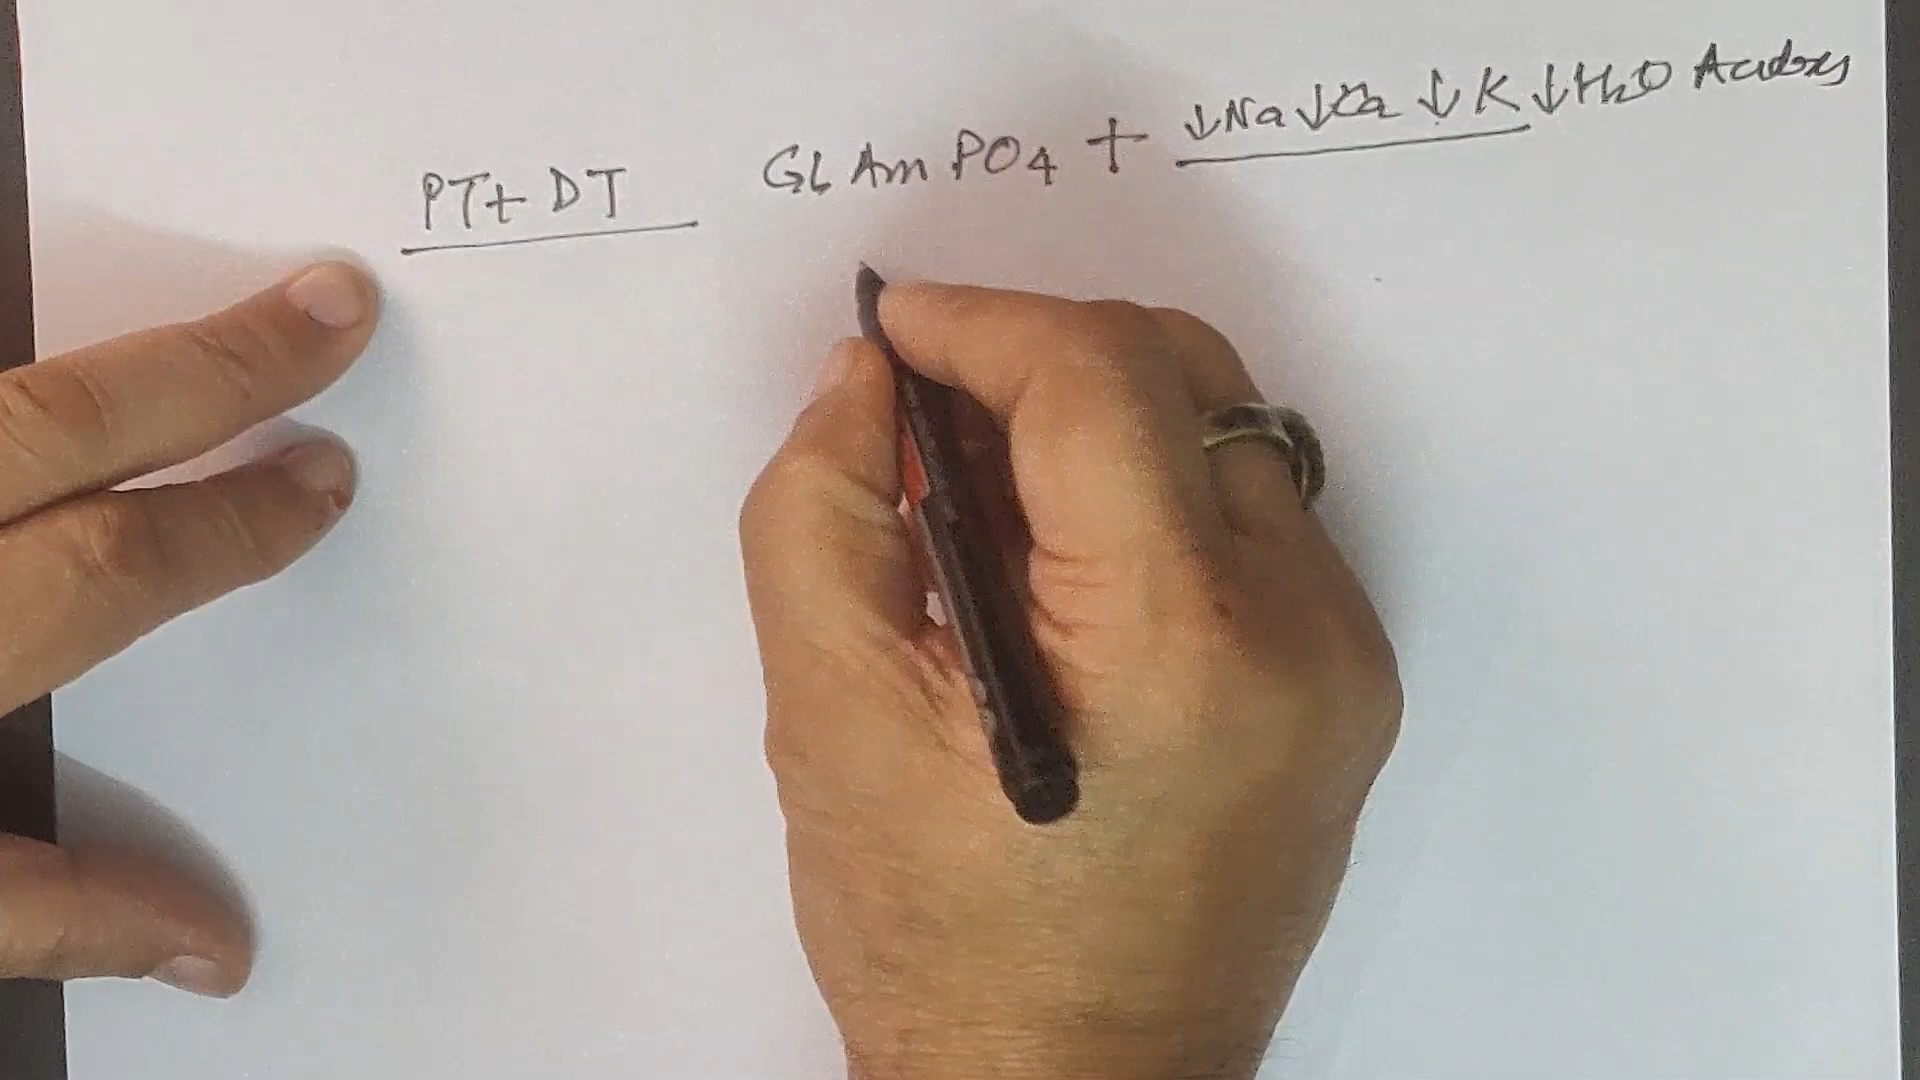 PT+ DT GL Am PO4 + ↓Na ↓Ca ↓K ↓H2O Acidosis